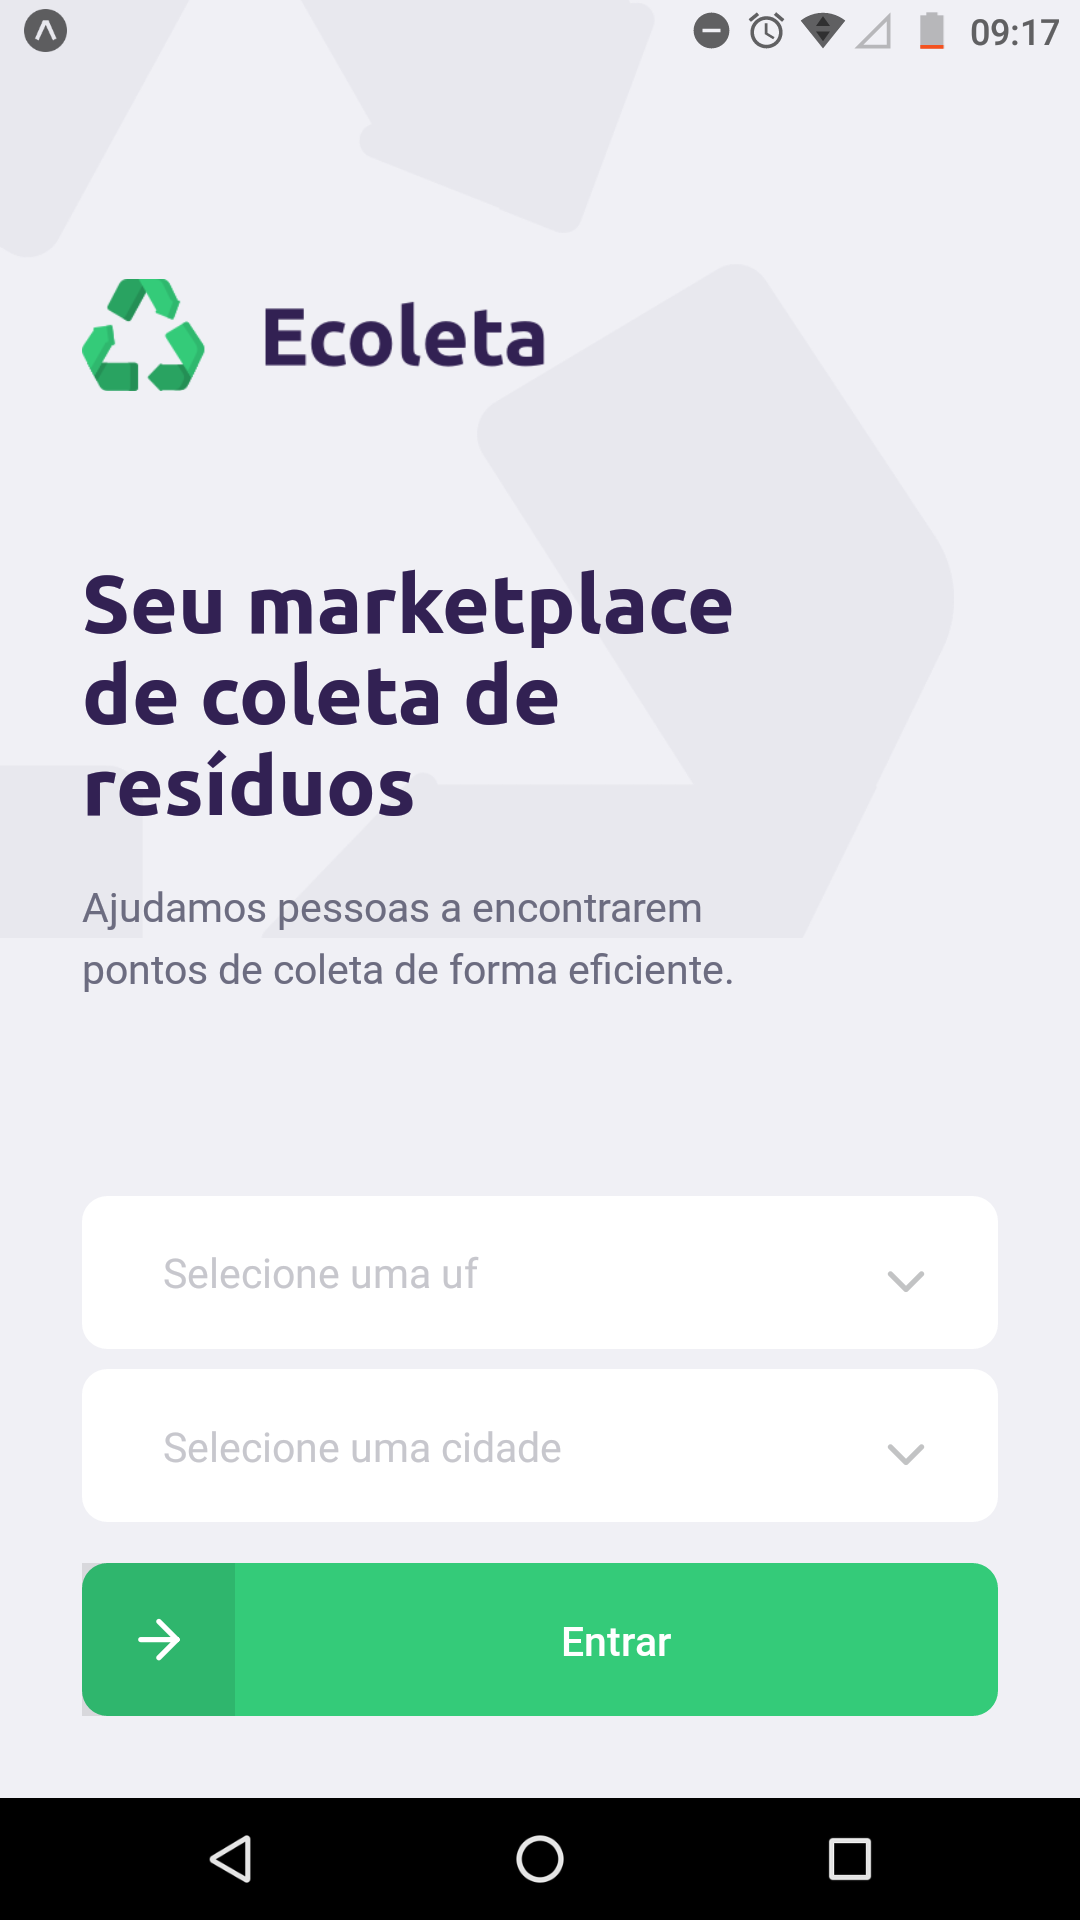 09:17
Ecoleta
Seu marketplace
de coleta de
resíduos
Ajudamos pessoas a encontrarem
pontos de coleta de forma eficiente.
Selecione uma uf
Selecione uma cidade
Entrar